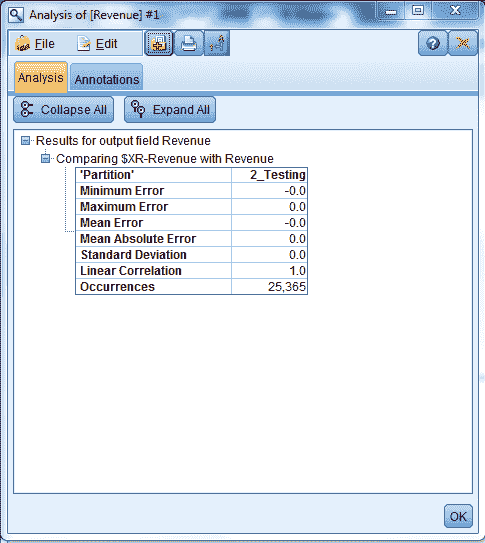 Analysis of [Revenue] #1
File Edit
Analysis Annotations
Collapse All Expand All
Results for output field Revenue
Comparing $XR-Revenue with Revenue
'Partition' 2_Testing
Minimum Error -0.0
Maximum Error 0.0
Mean Error -0.0
Mean Absolute Error 0.0
Standard Deviation 0.0
Linear Correlation 1.0
Occurrences 25,365
OK